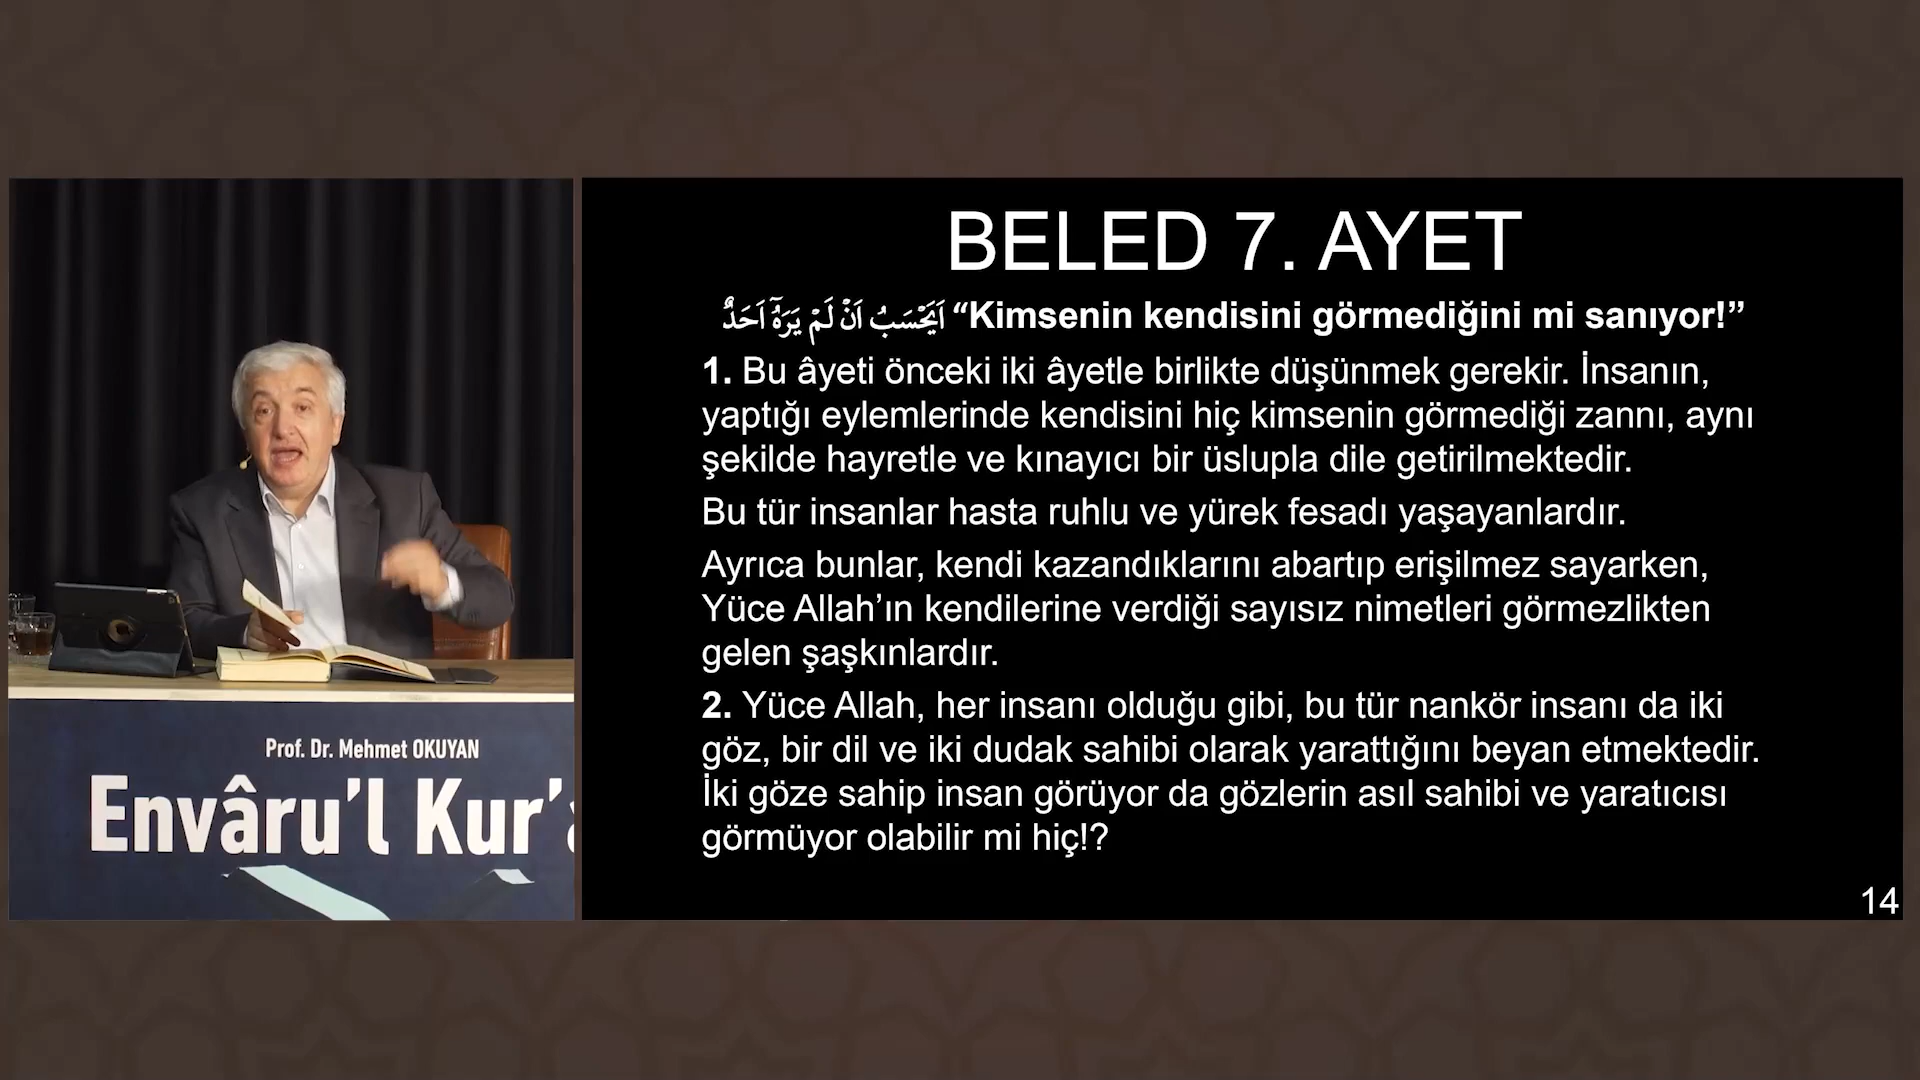 Prof. Dr. Mehmet OKUYAN
Envâru'l Kur'a
BELED 7. AYET
اَيَحْسَبُ اَنْ لَمْ يَرَهُٓ اَحَدٌ “Kimsenin kendisini görmediğini mi sanıyor!”
1. Bu âyeti önceki iki âyetle birlikte düşünmek gerekir. İnsanın,
yaptığı eylemlerinde kendisini hiç kimsenin görmediği zannı, aynı
şekilde hayretle ve kınayıcı bir üslupla dile getirilmektedir.
Bu tür insanlar hasta ruhlu ve yürek fesadı yaşayanlardır.
Ayrıca bunlar, kendi kazandıklarını abartıp erişilmez sayarken,
Yüce Allah’ın kendilerine verdiği sayısız nimetleri görmezlikten
gelen şaşkınlardır.
2. Yüce Allah, her insanı olduğu gibi, bu tür nankör insanı da iki
göz, bir dil ve iki dudak sahibi olarak yarattığını beyan etmektedir.
İki göze sahip insan görüyor da gözlerin asıl sahibi ve yaratıcısı
görmüyor olabilir mi hiç!?
14